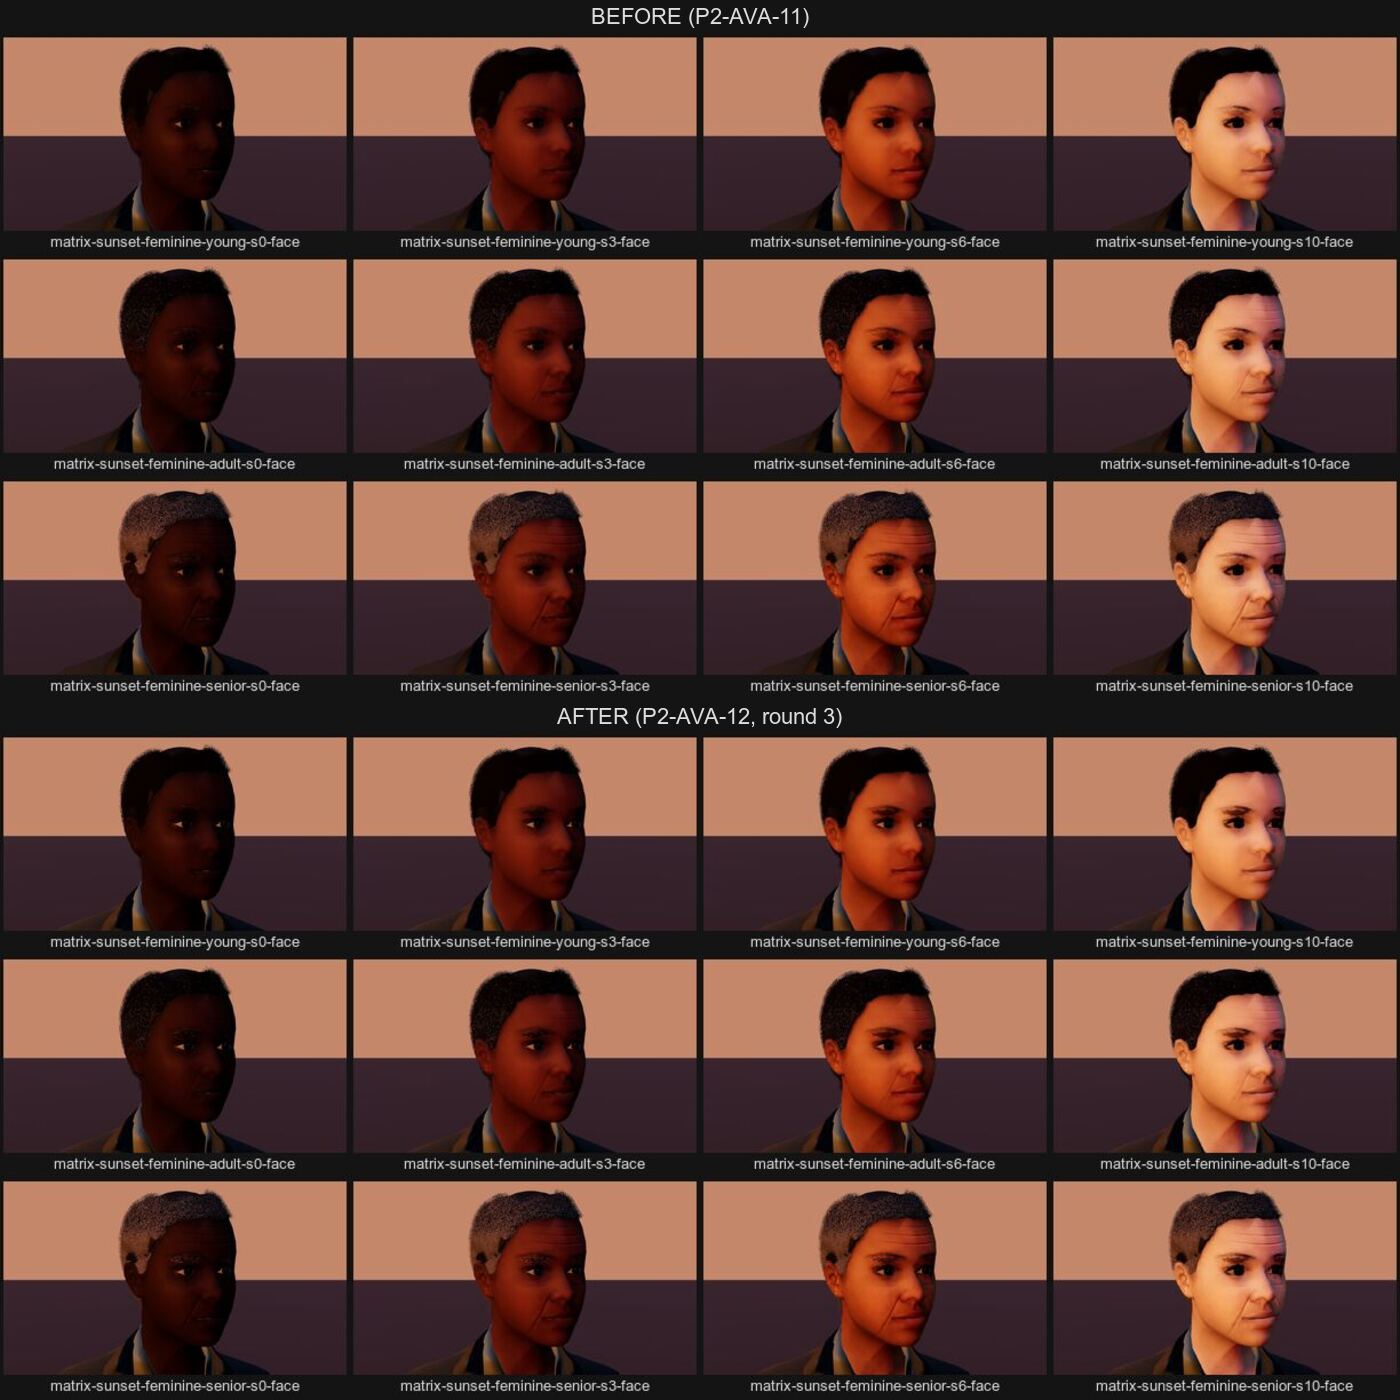 BEFORE (P2-AVA-11)
matrix-sunset-feminine-young-s0-face
matrix-sunset-feminine-young-s3-face
matrix-sunset-feminine-young-s6-face
matrix-sunset-feminine-young-s10-face
matrix-sunset-feminine-adult-s0-face
matrix-sunset-feminine-adult-s3-face
matrix-sunset-feminine-adult-s6-face
matrix-sunset-feminine-adult-s10-face
matrix-sunset-feminine-senior-s0-face
matrix-sunset-feminine-senior-s3-face
matrix-sunset-feminine-senior-s6-face
matrix-sunset-feminine-senior-s10-face
AFTER (P2-AVA-12, round 3)
matrix-sunset-feminine-young-s0-face
matrix-sunset-feminine-young-s3-face
matrix-sunset-feminine-young-s6-face
matrix-sunset-feminine-young-s10-face
matrix-sunset-feminine-adult-s0-face
matrix-sunset-feminine-adult-s3-face
matrix-sunset-feminine-adult-s6-face
matrix-sunset-feminine-adult-s10-face
matrix-sunset-feminine-senior-s0-face
matrix-sunset-feminine-senior-s3-face
matrix-sunset-feminine-senior-s6-face
matrix-sunset-feminine-senior-s10-face